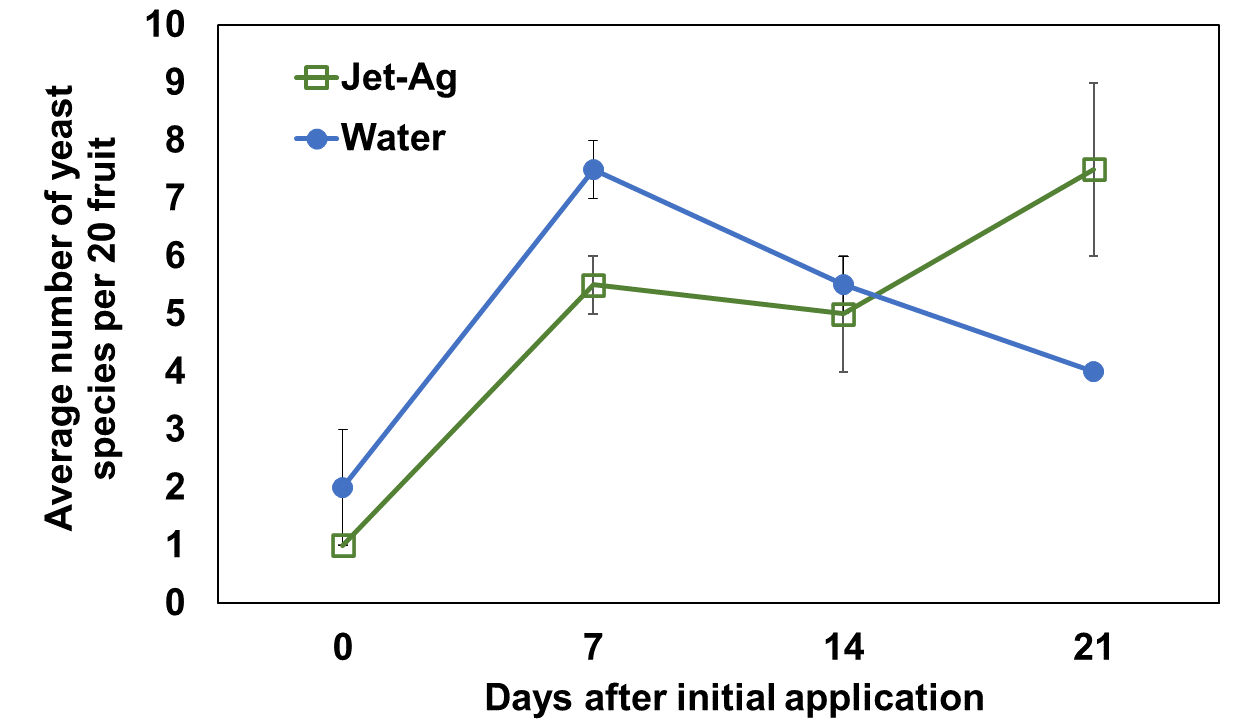 Average number of yeast
species per 20 fruit
10
9
8
7
6
5
4
3
2
1
0
Jet-Ag
Water
0 7 14 21
Days after initial application